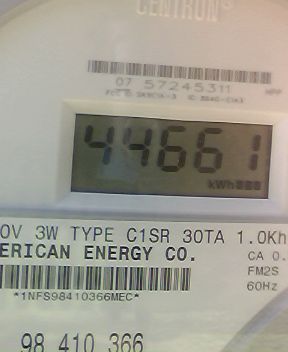 CENTRON®
07 57245311
44661
kWh
0V 3W TYPE C1SR 30TA 1.0Kh
ERICAN ENERGY CO.
CA 0.
FM2S
60Hz
*1NFS98410366MEC*
98 410 366